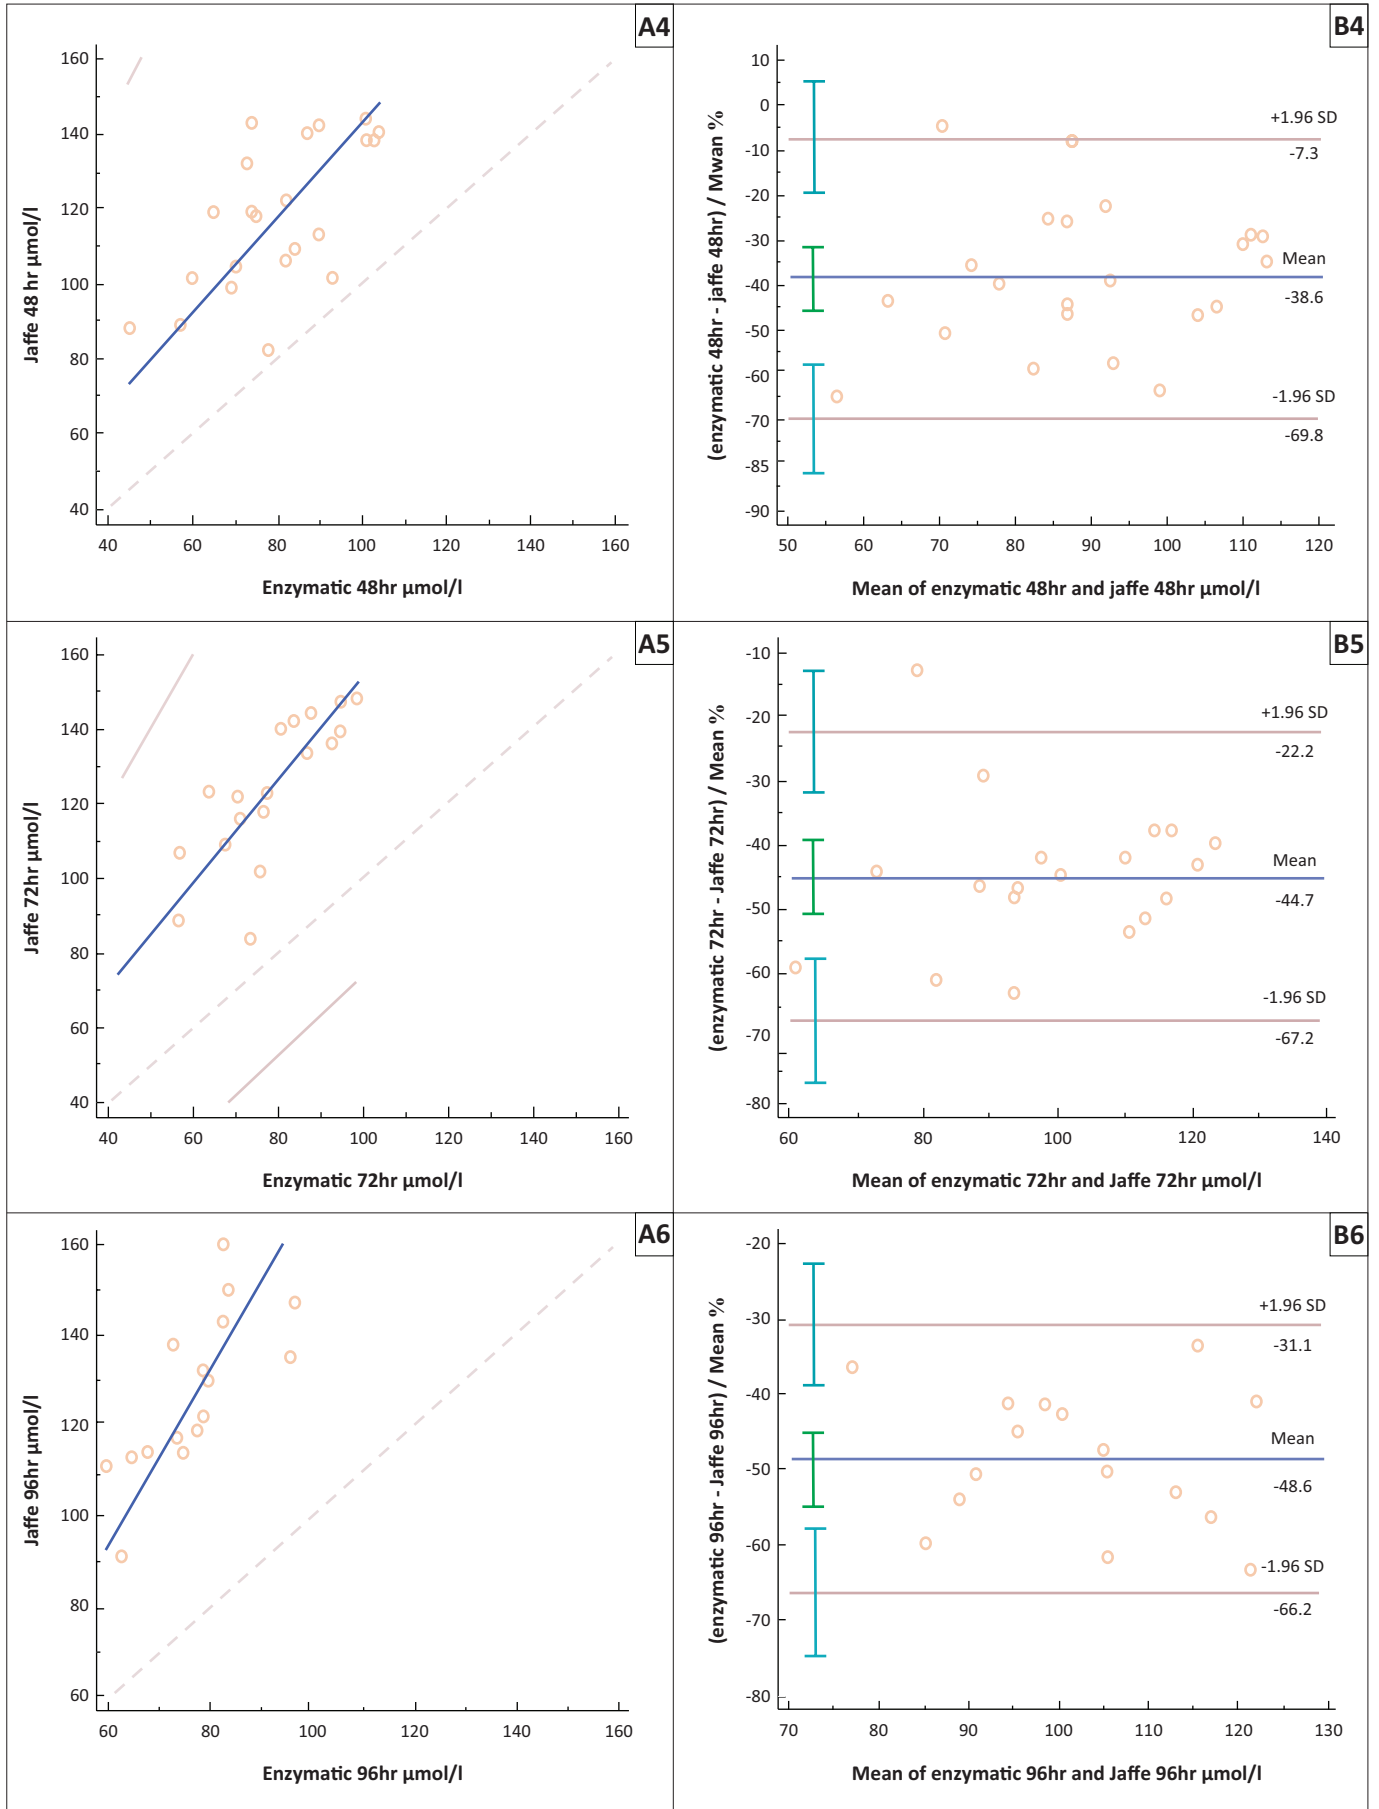 A4
160
140
120
100
80
60
40
Jaffe 48 hr µmol/l
40 60 80 100 120 140 160
Enzymatic 48hr µmol/l
B4
10
0
-10
-20
-30
-40
-50
-60
-70
-85
-90
(enzymatic 48hr - jaffe 48hr) / Mwan %
+1.96 SD
-7.3
Mean
-38.6
-1.96 SD
-69.8
50 60 70 80 90 100 110 120
Mean of enzymatic 48hr and jaffe 48hr µmol/l
A5
160
140
120
100
80
60
40
Jaffe 72hr µmol/l
40 60 80 100 120 140 160
Enzymatic 72hr µmol/l
B5
-10
-20
-30
-40
-50
-60
-70
-80
(enzymatic 72hr - Jaffe 72hr) / Mean %
+1.96 SD
-22.2
Mean
-44.7
-1.96 SD
-67.2
60 80 100 120 140
Mean of enzymatic 72hr and Jaffe 72hr µmol/l
A6
160
140
120
100
80
60
Jaffe 96hr µmol/l
60 80 100 120 140 160
Enzymatic 96hr µmol/l
B6
-20
-30
-40
-50
-60
-70
-80
(enzymatic 96hr - Jaffe 96hr) / Mean %
+1.96 SD
-31.1
Mean
-48.6
-1.96 SD
-66.2
70 80 90 100 110 120 130
Mean of enzymatic 96hr and Jaffe 96hr µmol/l